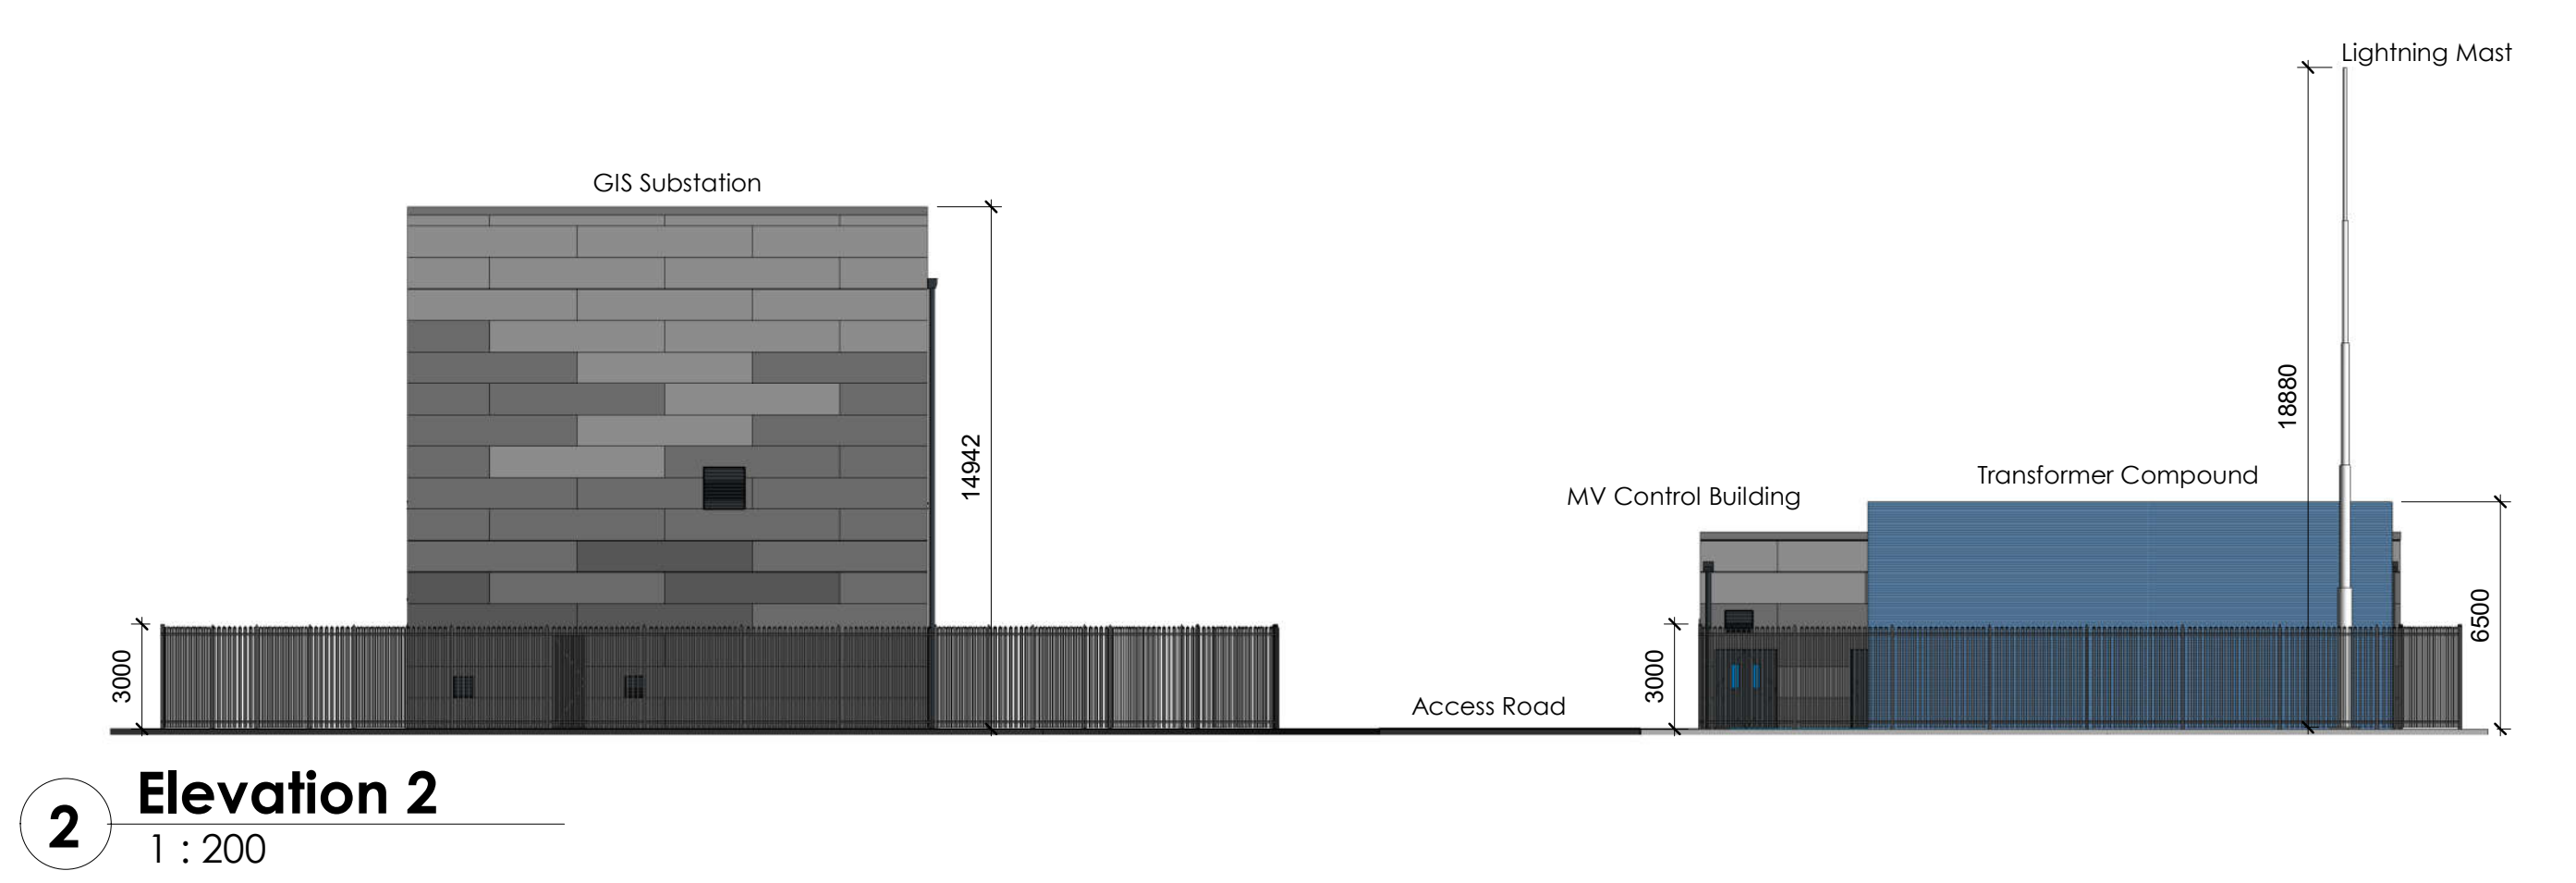 Lightning Mast
GIS Substation
18880
14942
Transformer Compound
MV Control Building
6500
3000
3000
Access Road
2
Elevation 2
1 : 200